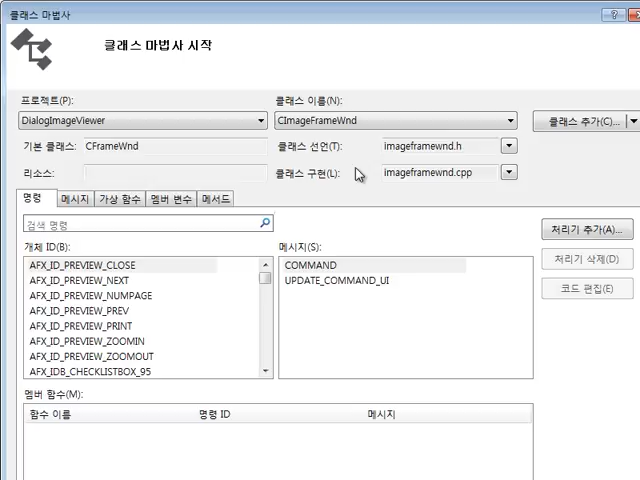 클래스 마법사
클래스 마법사 시작
프로젝트(P):
클래스 이름(N):
DialogImageViewer
CImageFrameWnd
클래스 추가(C)...
기본 클래스:
CFrameWnd
클래스 선언(T):
imageframewnd.h
리소스:
클래스 구현(L):
imageframewnd.cpp
명령
메시지
가상 함수
멤버 변수
메서드
검색 명령
처리기 추가(A)...
개체 ID(B):
메시지(S):
처리기 삭제(D)
코드 편집(E)
AFX_ID_PREVIEW_CLOSE
AFX_ID_PREVIEW_NEXT
AFX_ID_PREVIEW_NUMPAGE
AFX_ID_PREVIEW_PREV
AFX_ID_PREVIEW_PRINT
AFX_ID_PREVIEW_ZOOMIN
AFX_ID_PREVIEW_ZOOMOUT
AFX_IDB_CHECKLISTBOX_95
COMMAND
UPDATE_COMMAND_UI
멤버 함수(M):
함수 이름
명령 ID
메시지